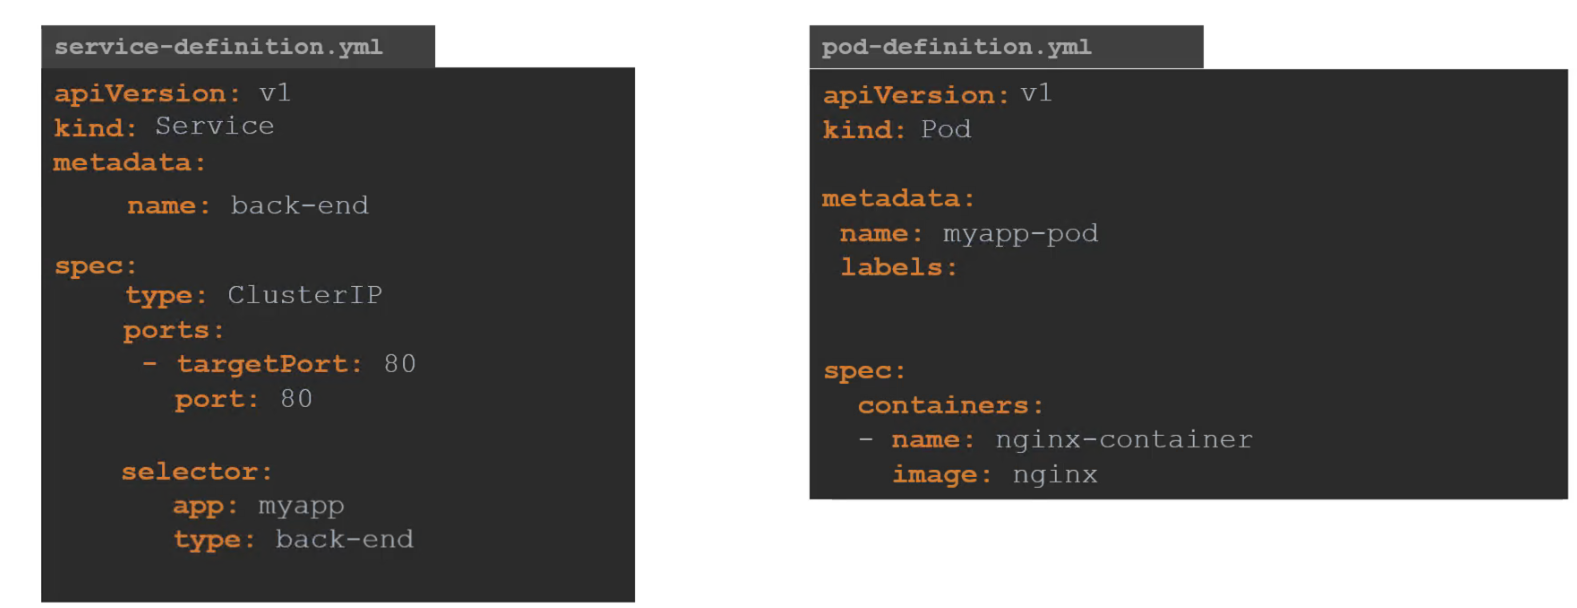 service-definition.yml
apiVersion: v1
kind: Service
metadata:
name: back-end
spec:
type: ClusterIP
ports:
- targetPort: 80
port: 80
selector:
app: myapp
type: back-end
pod-definition.yml
apiVersion: v1
kind: Pod
metadata:
name: myapp-pod
labels:
spec:
containers:
- name: nginx-container
image: nginx